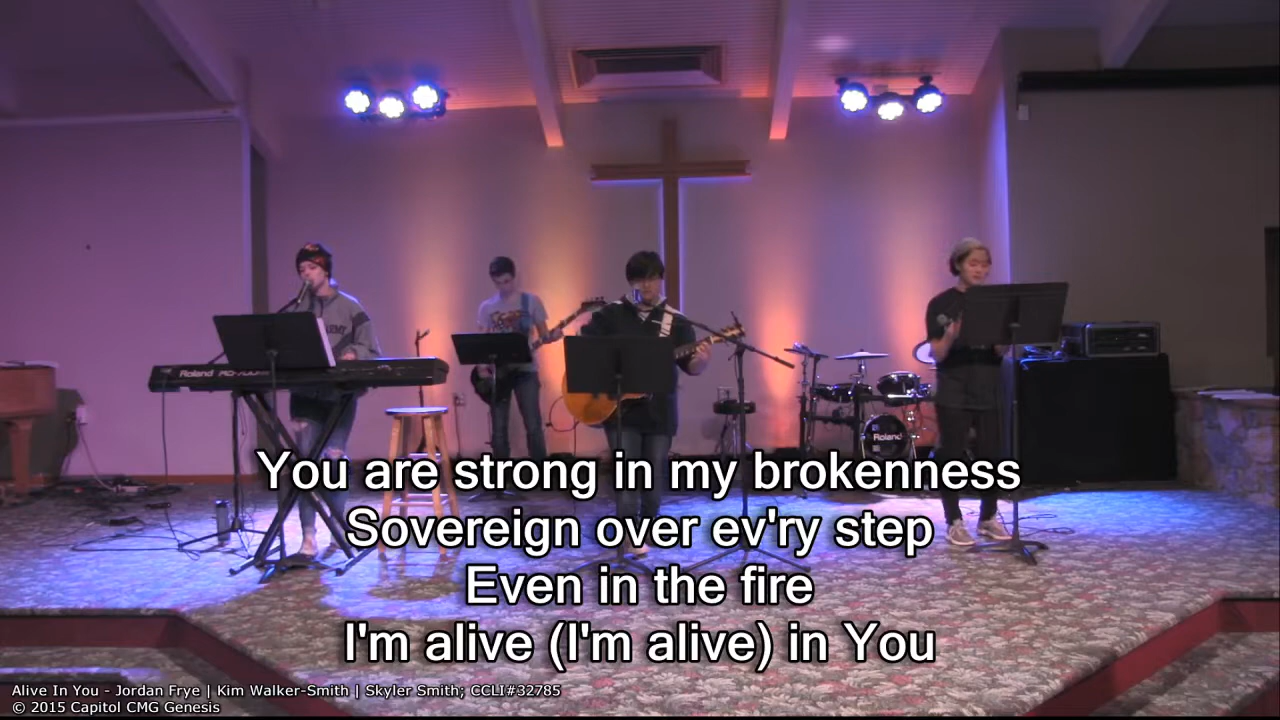 ARMY
Roland
Roland
You are strong in my brokenness
Sovereign over ev'ry step
Even in the fire
I'm alive (I'm alive) in You
Alive In You - Jordan Frye | Kim Walker-Smith | Skyler Smith; CCLI#32785
© 2015 Capitol CMG Genesis